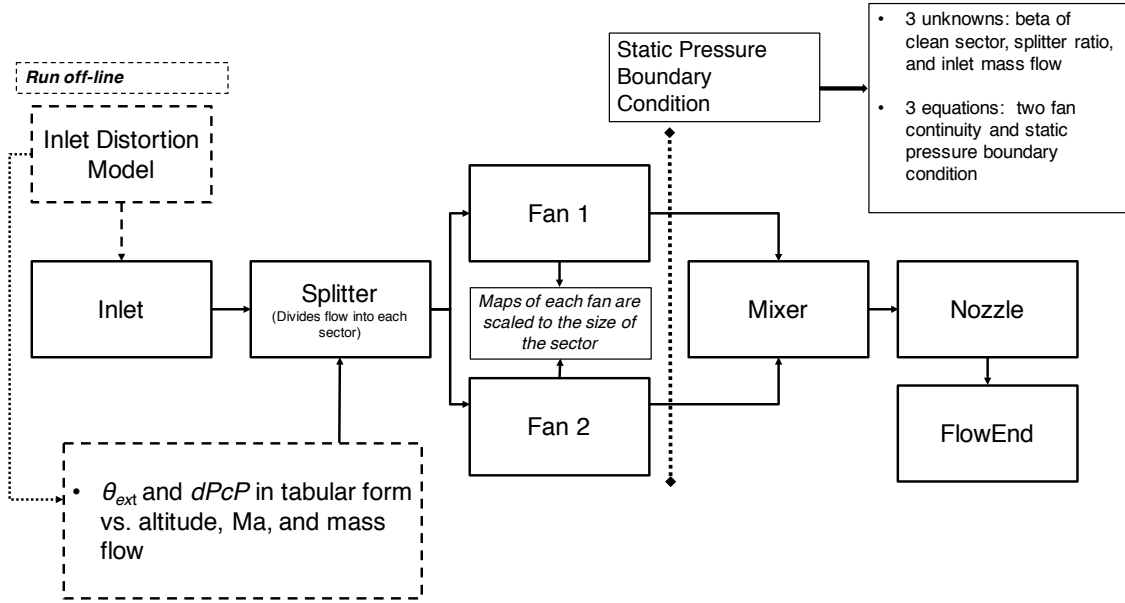 Run off-line
Inlet Distortion
Model
Inlet
Splitter
(Divides flow into each
sector)
• θext and dPcP in tabular form
vs. altitude, Ma, and mass
flow
Fan 1
Maps of each fan are
scaled to the size of
the sector
Fan 2
Static Pressure
Boundary
Condition
• 3 unknowns: beta of
clean sector, splitter ratio,
and inlet mass flow
• 3 equations: two fan
continuity and static
pressure boundary
condition
Mixer
Nozzle
FlowEnd